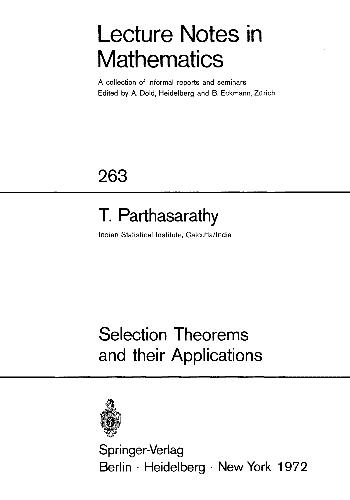 Lecture Notes in
Mathematics
A collection of informal reports and seminars
Edited by A. Dold, Heidelberg and B. Eckmann, Zürich
263
T. Parthasarathy
Indian Statistical Institute, Calcutta/India
Selection Theorems
and their Applications
Springer-Verlag
Berlin · Heidelberg · New York 1972